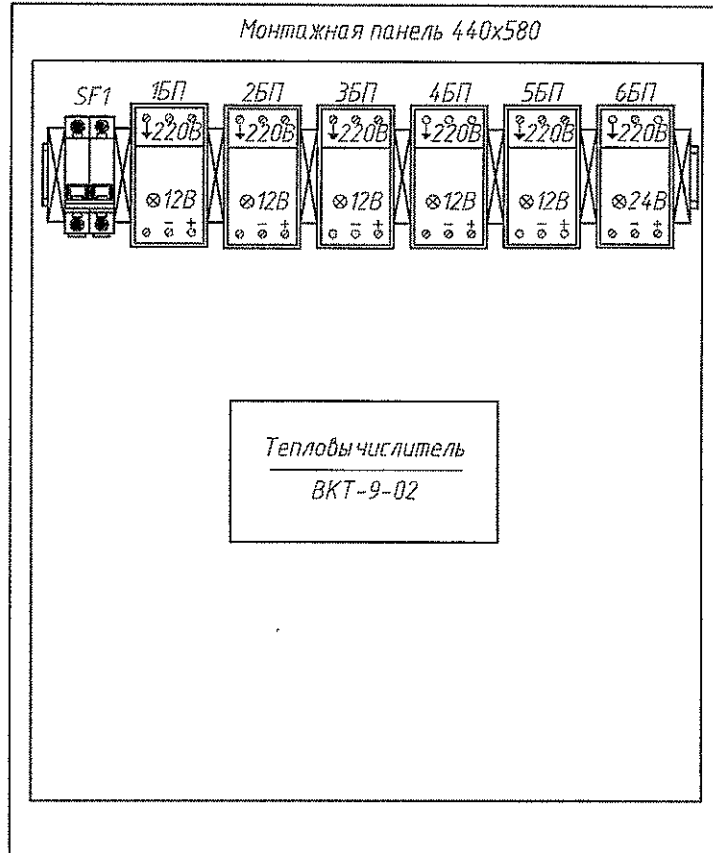 Монтажная панель 440х580
SF1 1БП 2БП 3БП 4БП 5БП 6БП
220В 220В 220В 220В 220В 220В
12В 12В 12В 12В 12В 24В
- + - + - + - + - + - +
Тепловычислитель
ВКТ-9-02